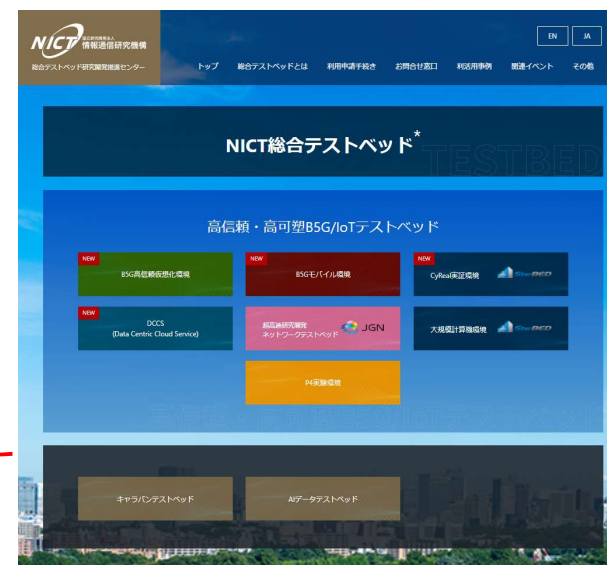 EN
JA
NICT 国立研究開発法人
情報通信研究機構
総合テストベッド研究開発推進センター
トップ 総合テストベッドとは 利用申請手続き お問合せ窓口 利活用事例 関連イベント その他
NICT総合テストベッド*
TESTBED
高信頼・高可塑B5G/IoTテストベッド
NEW
B5G高信頼仮想化環境
NEW
B5Gモバイル環境
NEW
CyReal実証環境 StarBED
NEW
DCCS
(Data Centric Cloud Service)
超高速研究開発
ネットワークテストベッド JGN
大規模計算機環境 StarBED
P4実験環境
キャラバンテストベッド
AIデータテストベッド